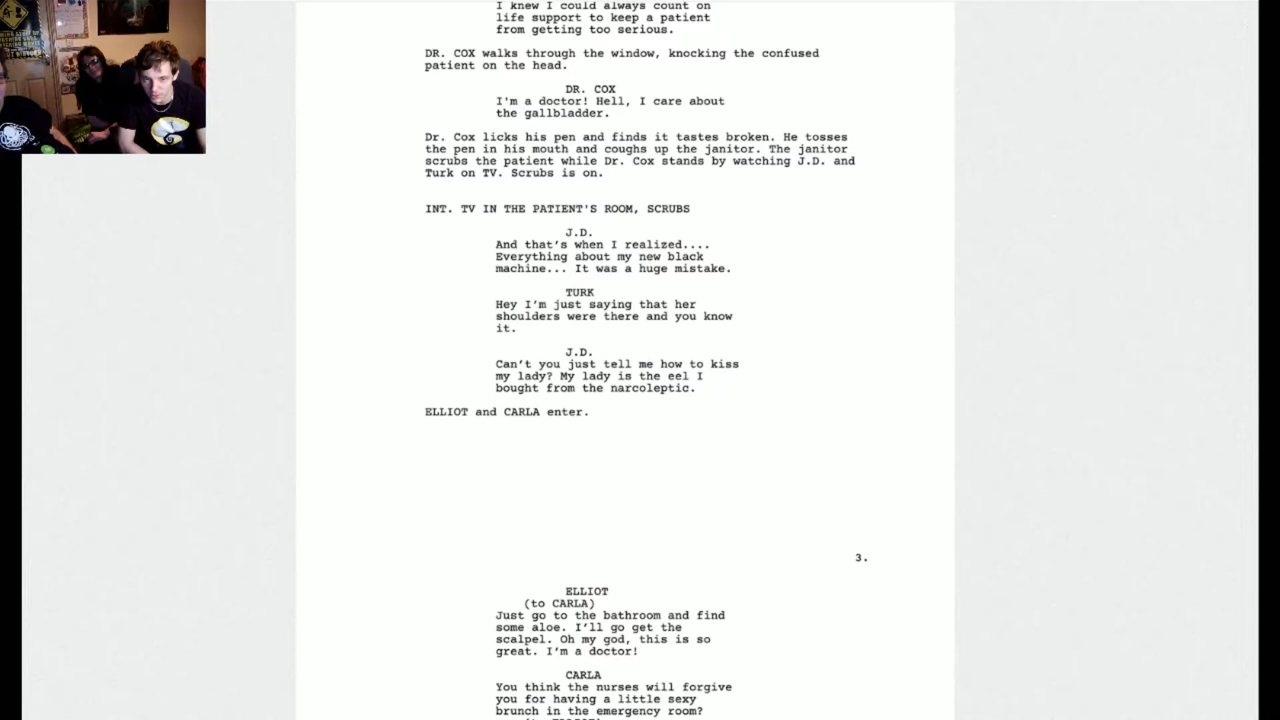 I knew I could always count on
life support to keep a patient
from getting too serious.
DR. COX walks through the window, knocking the confused
patient on the head.
DR. COX
I'm a doctor! Hell, I care about
the gallbladder.
Dr. Cox licks his pen and finds it tastes broken. He tosses
the pen in his mouth and coughs up the janitor. The janitor
scrubs the patient while Dr. Cox stands by watching J.D. and
Turk on TV. Scrubs is on.
INT. TV IN THE PATIENT'S ROOM, SCRUBS
J.D.
And that's when I realized....
Everything about my new black
machine... It was a huge mistake.
TURK
Hey I'm just saying that her
shoulders were there and you know
it.
J.D.
Can't you just tell me how to kiss
my lady? My lady is the eel I
bought from the narcoleptic.
ELLIOT and CARLA enter.
3.
ELLIOT
(to CARLA)
Just go to the bathroom and find
some aloe. I'll go get the
scalpel. Oh my god, this is so
great. I'm a doctor!
CARLA
You think the nurses will forgive
you for having a little sexy
brunch in the emergency room?